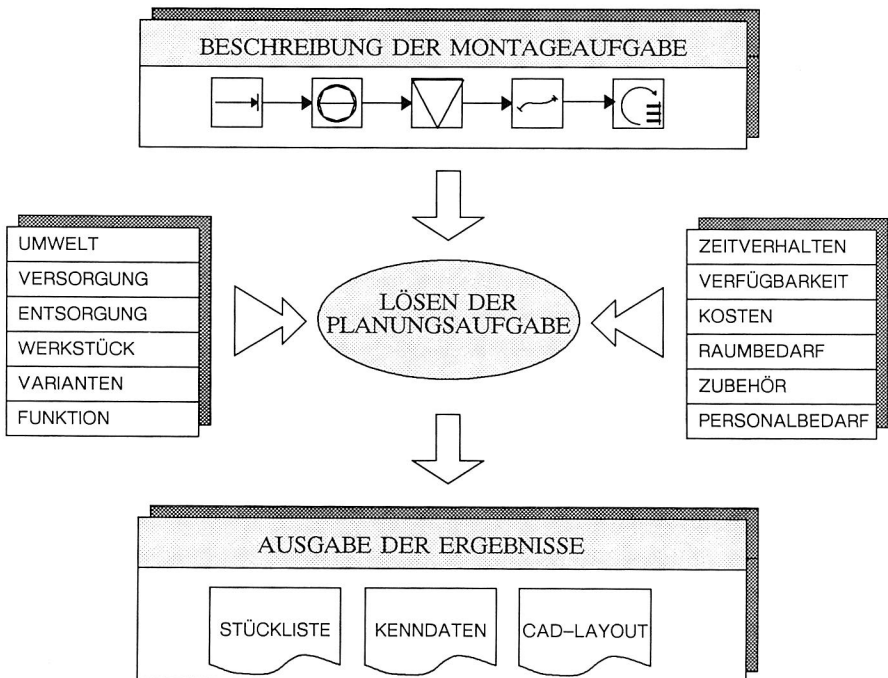 BESCHREIBUNG DER MONTAGEAUFGABE
UMWELT
VERSORGUNG
ENTSORGUNG
WERKSTÜCK
VARIANTEN
FUNKTION
LÖSEN DER
PLANUNGSAUFGABE
ZEITVERHALTEN
VERFÜGBARKEIT
KOSTEN
RAUMBEDARF
ZUBEHÖR
PERSONALBEDARF
AUSGABE DER ERGEBNISSE
STÜCKLISTE
KENNDATEN
CAD-LAYOUT